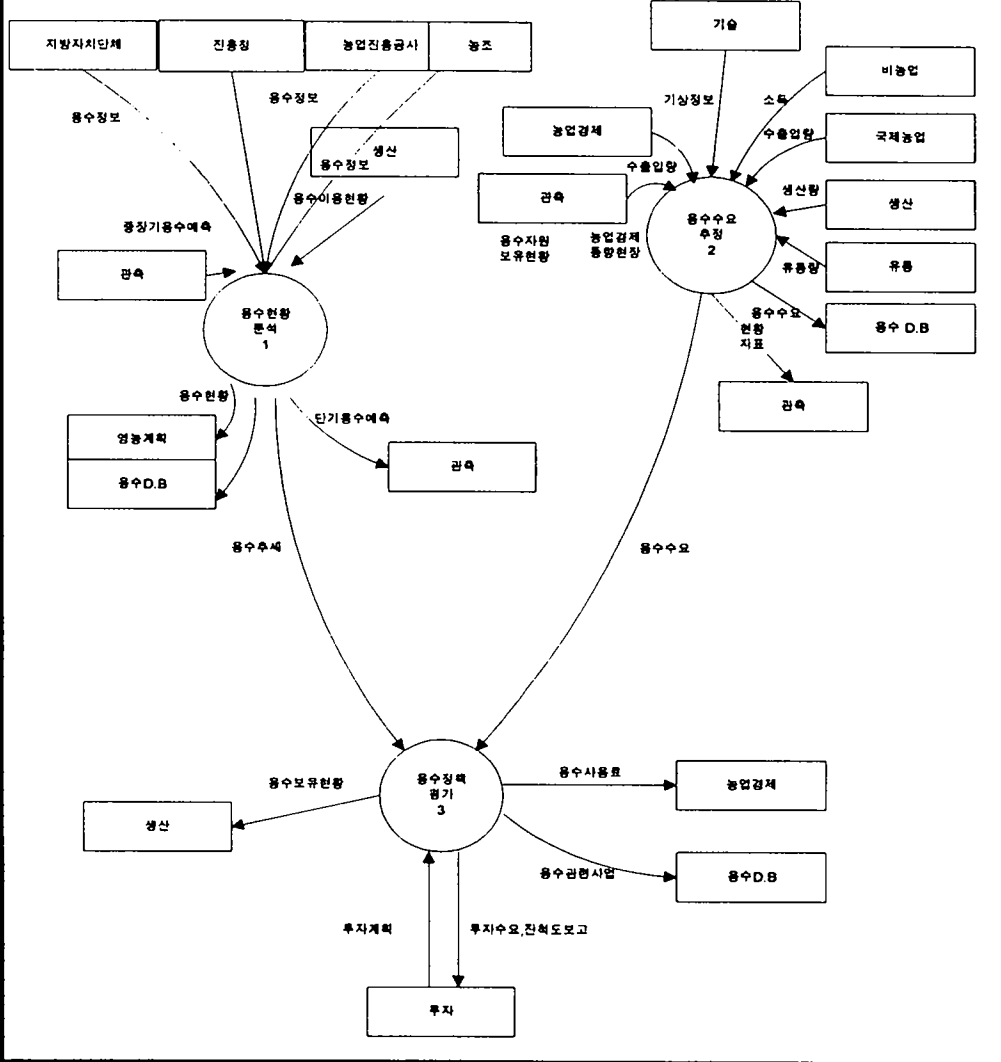 지방자치단체
진흥청
농업진흥공사
농조
기술
용수정보
용수정보
생산
용수정보
용수이용현황
중장기용수예측
관측
용수현황
분석
1
기상정보
소득
비농업
농업경제
수출입량
수출입량
국제농업
관측
용수자원
보유현황
농업경제
동향현장
용수수요
추정
2
생산량
생산
유통량
유통
용수수요
용수 D.B
현황
지표
관측
용수현황
영농계획
용수D.B
단기용수예측
관측
용수추세
용수수요
용수정책
평가
3
용수보유현황
생산
용수사용료
농업경제
용수관련사업
용수D.B
투자계획
투자수요,진척도보고
투자